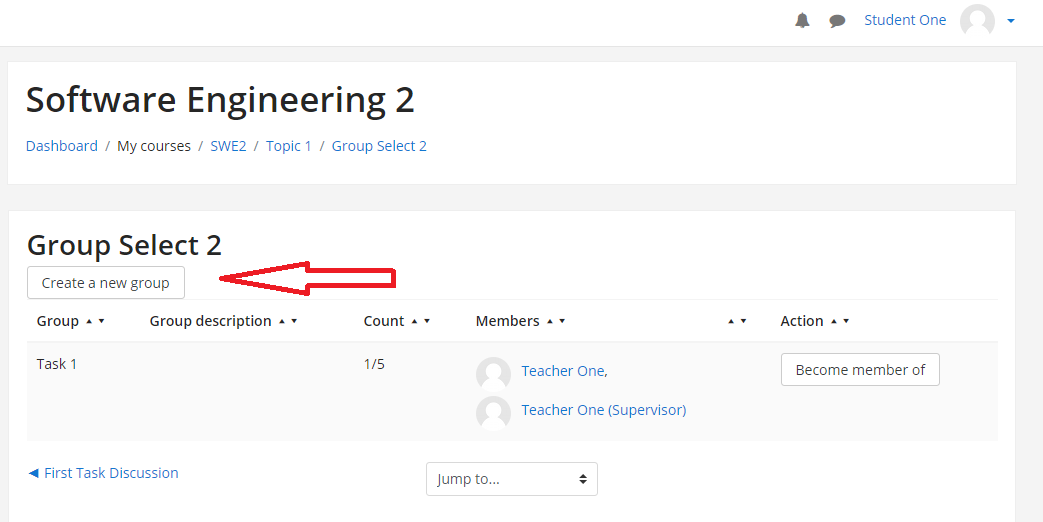 Student One
Software Engineering 2
Dashboard / My courses / SWE2 / Topic 1 / Group Select 2
Group Select 2
Create a new group
Group ▲ ▼ Group description ▲ ▼ Count ▲ ▼ Members ▲ ▼ ▲ ▼ Action ▲ ▼
Task 1 1/5 Teacher One, Become member of
Teacher One (Supervisor)
◀ First Task Discussion Jump to...